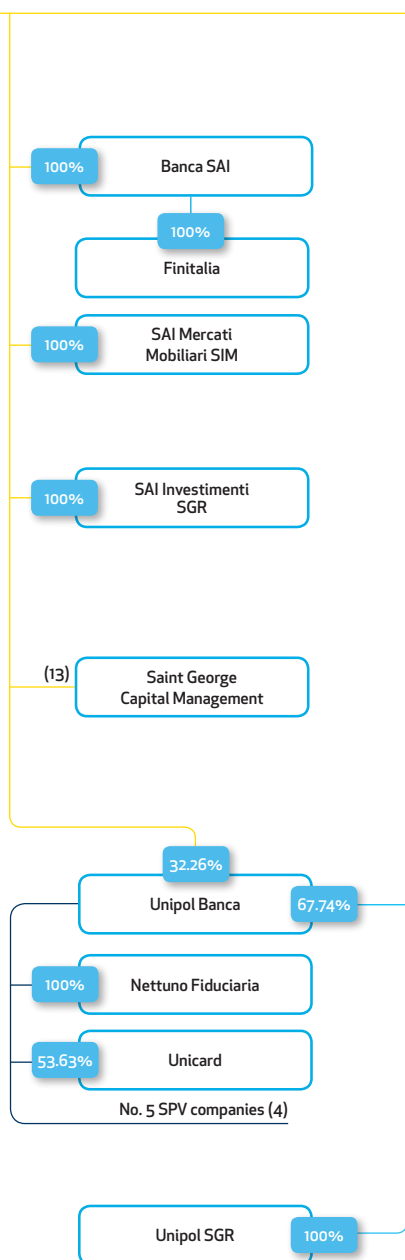 100%
Banca SAI
100%
Finitalia
100%
SAI Mercati
Mobiliari SIM
100%
SAI Investimenti
SGR
(13)
Saint George
Capital Management
32.26%
Unipol Banca
67.74%
100%
Nettuno Fiduciaria
53.63%
Unicard
No. 5 SPV companies (4)
Unipol SGR
100%